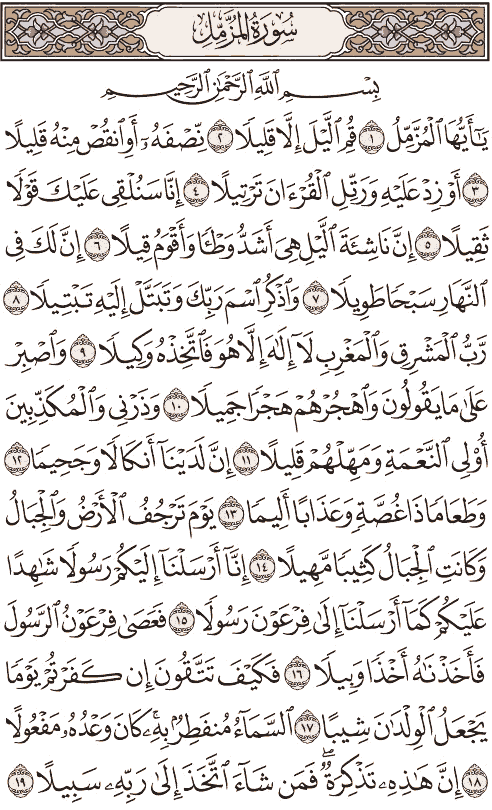 سُورَةُ الْمُزَّمِّل
بِسْمِ ٱللَّهِ ٱلرَّحْمَٰنِ ٱلرَّحِيمِ
يَٰٓأَيُّهَا ٱلْمُزَّمِّلُ ١ قُمِ ٱلَّيْلَ إِلَّا قَلِيلًا ٢ نِّصْفَهُۥٓ أَوِ ٱنقُصْ مِنْهُ قَلِيلًا
٣ أَوْ زِدْ عَلَيْهِ وَرَتِّلِ ٱلْقُرْءَانَ تَرْتِيلًا ٤ إِنَّا سَنُلْقِى عَلَيْكَ قَوْلًا
ثَقِيلًا ٥ إِنَّ نَاشِئَةَ ٱلَّيْلِ هِىَ أَشَدُّ وَطْـًٔا وَأَقْوَمُ قِيلًا ٦ إِنَّ لَكَ فِى
ٱلنَّهَارِ سَبْحًا طَوِيلًا ٧ وَٱذْكُرِ ٱسْمَ رَبِّكَ وَتَبَتَّلْ إِلَيْهِ تَبْتِيلًا ٨
رَّبُّ ٱلْمَشْرِقِ وَٱلْمَغْرِبِ لَآ إِلَٰهَ إِلَّا هُوَ فَٱتَّخِذْهُ وَكِيلًا ٩ وَٱصْبِرْ
عَلَىٰ مَا يَقُولُونَ وَٱهْجُرْهُمْ هَجْرًا جَمِيلًا ١٠ وَذَرْنِى وَٱلْمُكَذِّبِينَ
أُو۟لِى ٱلنَّعْمَةِ وَمَهِّلْهُمْ قَلِيلًا ١١ إِنَّ لَدَيْنَآ أَنكَالًا وَجَحِيمًا ١٢
وَطَعَامًا ذَا غُصَّةٍ وَعَذَابًا أَلِيمًا ١٣ يَوْمَ تَرْجُفُ ٱلْأَرْضُ وَٱلْجِبَالُ
وَكَانَتِ ٱلْجِبَالُ كَثِيبًا مَّهِيلًا ١٤ إِنَّآ أَرْسَلْنَآ إِلَيْكُمْ رَسُولًا شَٰهِدًا
عَلَيْكُمْ كَمَآ أَرْسَلْنَآ إِلَىٰ فِرْعَوْنَ رَسُولًا ١٥ فَعَصَىٰ فِرْعَوْنُ ٱلرَّسُولَ
فَأَخَذْنَٰهُ أَخْذًا وَبِيلًا ١٦ فَكَيْفَ تَتَّقُونَ إِن كَفَرْتُمْ يَوْمًا
يَجْعَلُ ٱلْوِلْدَٰنَ شِيبًا ١٧ ٱلسَّمَآءُ مُنفَطِرٌۢ بِهِۦ ۚ كَانَ وَعْدُهُۥ مَفْعُولًا
١٨ إِنَّ هَٰذِهِۦ تَذْكِرَةٌ ۖ فَمَن شَآءَ ٱتَّخَذَ إِلَىٰ رَبِّهِۦ سَبِيلًا ١٩